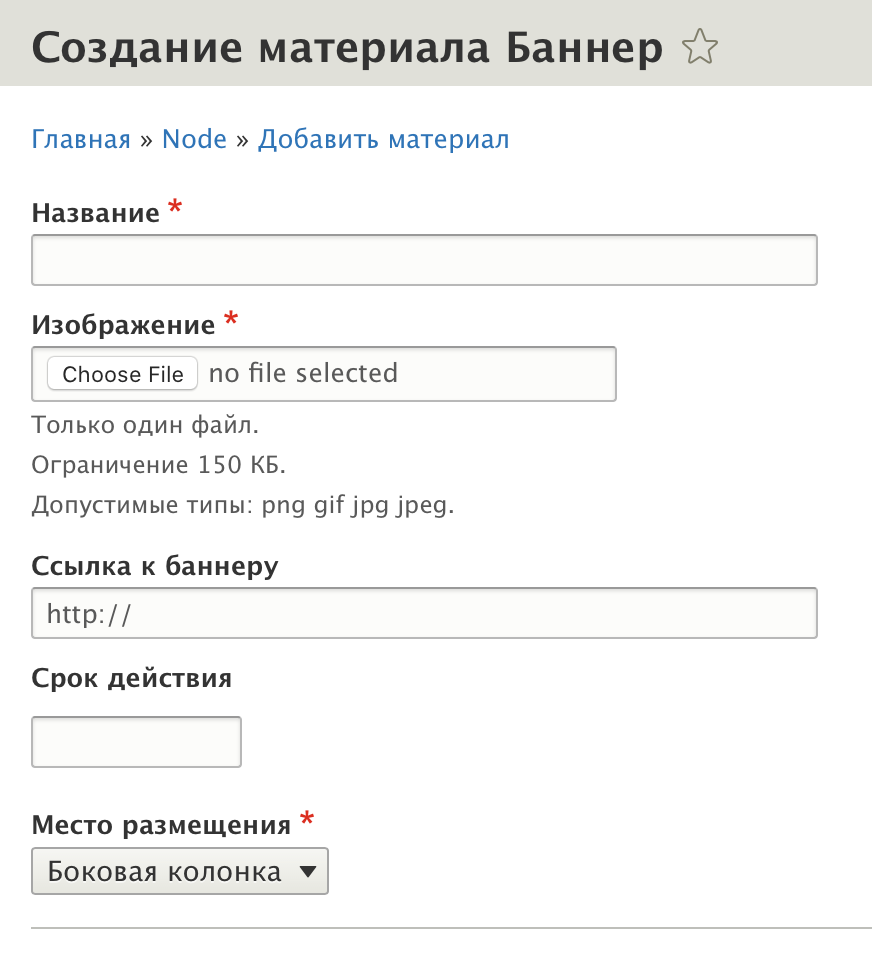 Создание материала Баннер
Главная » Node » Добавить материал
Название *
Изображение *
Choose File no file selected
Только один файл.
Ограничение 150 КБ.
Допустимые типы: png gif jpg jpeg.
Ссылка к баннеру
http://
Срок действия
Место размещения *
Боковая колонка